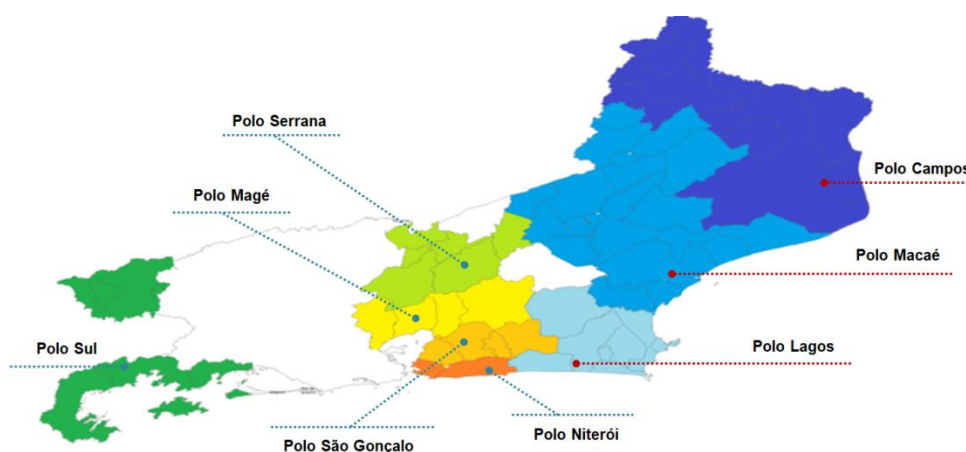 Polo Serrana
Polo Campos
Polo Magé
Polo Macaé
Polo Sul
Polo Lagos
Polo São Gonçalo
Polo Niterói